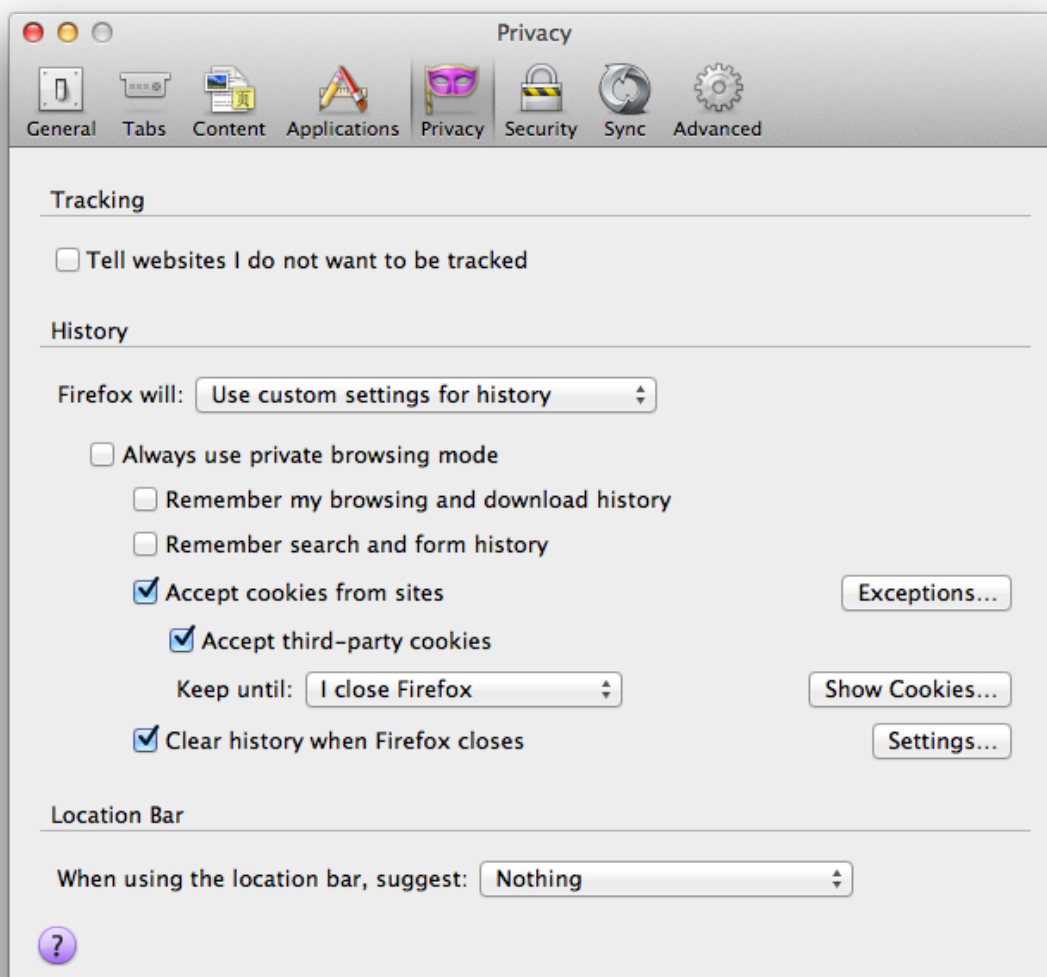 Privacy
General Tabs Content Applications Privacy Security Sync Advanced
Tracking
Tell websites I do not want to be tracked
History
Firefox will: Use custom settings for history
Always use private browsing mode
Remember my browsing and download history
Remember search and form history
Accept cookies from sites Exceptions...
Accept third-party cookies
Keep until: I close Firefox Show Cookies...
Clear history when Firefox closes Settings...
Location Bar
When using the location bar, suggest: Nothing
?